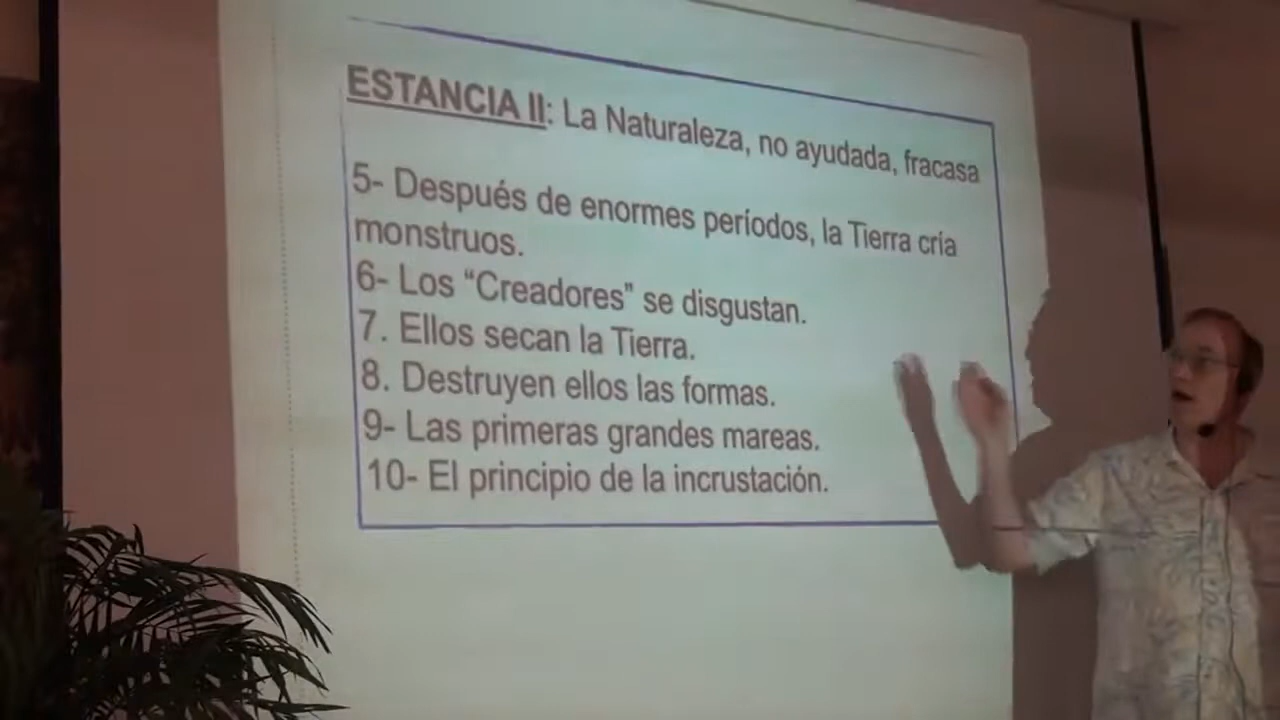 ESTANCIA II: La Naturaleza, no ayudada, fracasa
5- Después de enormes períodos, la Tierra cría
monstruos.
6- Los “Creadores” se disgustan.
7. Ellos secan la Tierra.
8. Destruyen ellos las formas.
9- Las primeras grandes mareas.
10- El principio de la incrustación.